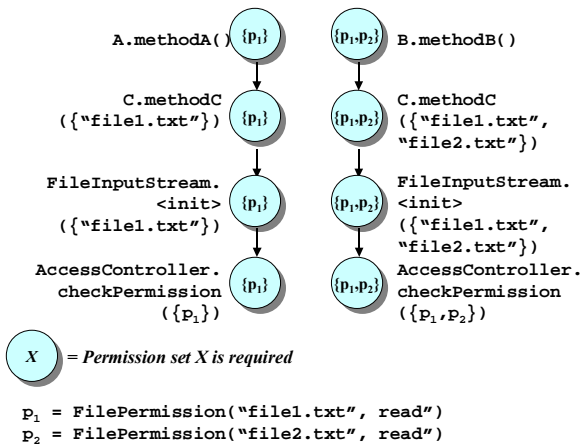 A.methodA()
{p₁}
C.methodC
({“file1.txt”})
{p₁}
FileInputStream.
<init>
({“file1.txt”})
{p₁}
AccessController.
checkPermission
({p₁})
{p₁}
{p₁,p₂}
B.methodB()
{p₁,p₂}
C.methodC
({“file1.txt”,
“file2.txt”})
{p₁,p₂}
FileInputStream.
<init>
({“file1.txt”,
“file2.txt”})
{p₁,p₂}
AccessController.
checkPermission
({p₁,p₂})
X = Permission set X is required
p₁ = FilePermission(“file1.txt”, read”)
p₂ = FilePermission(“file2.txt”, read”)